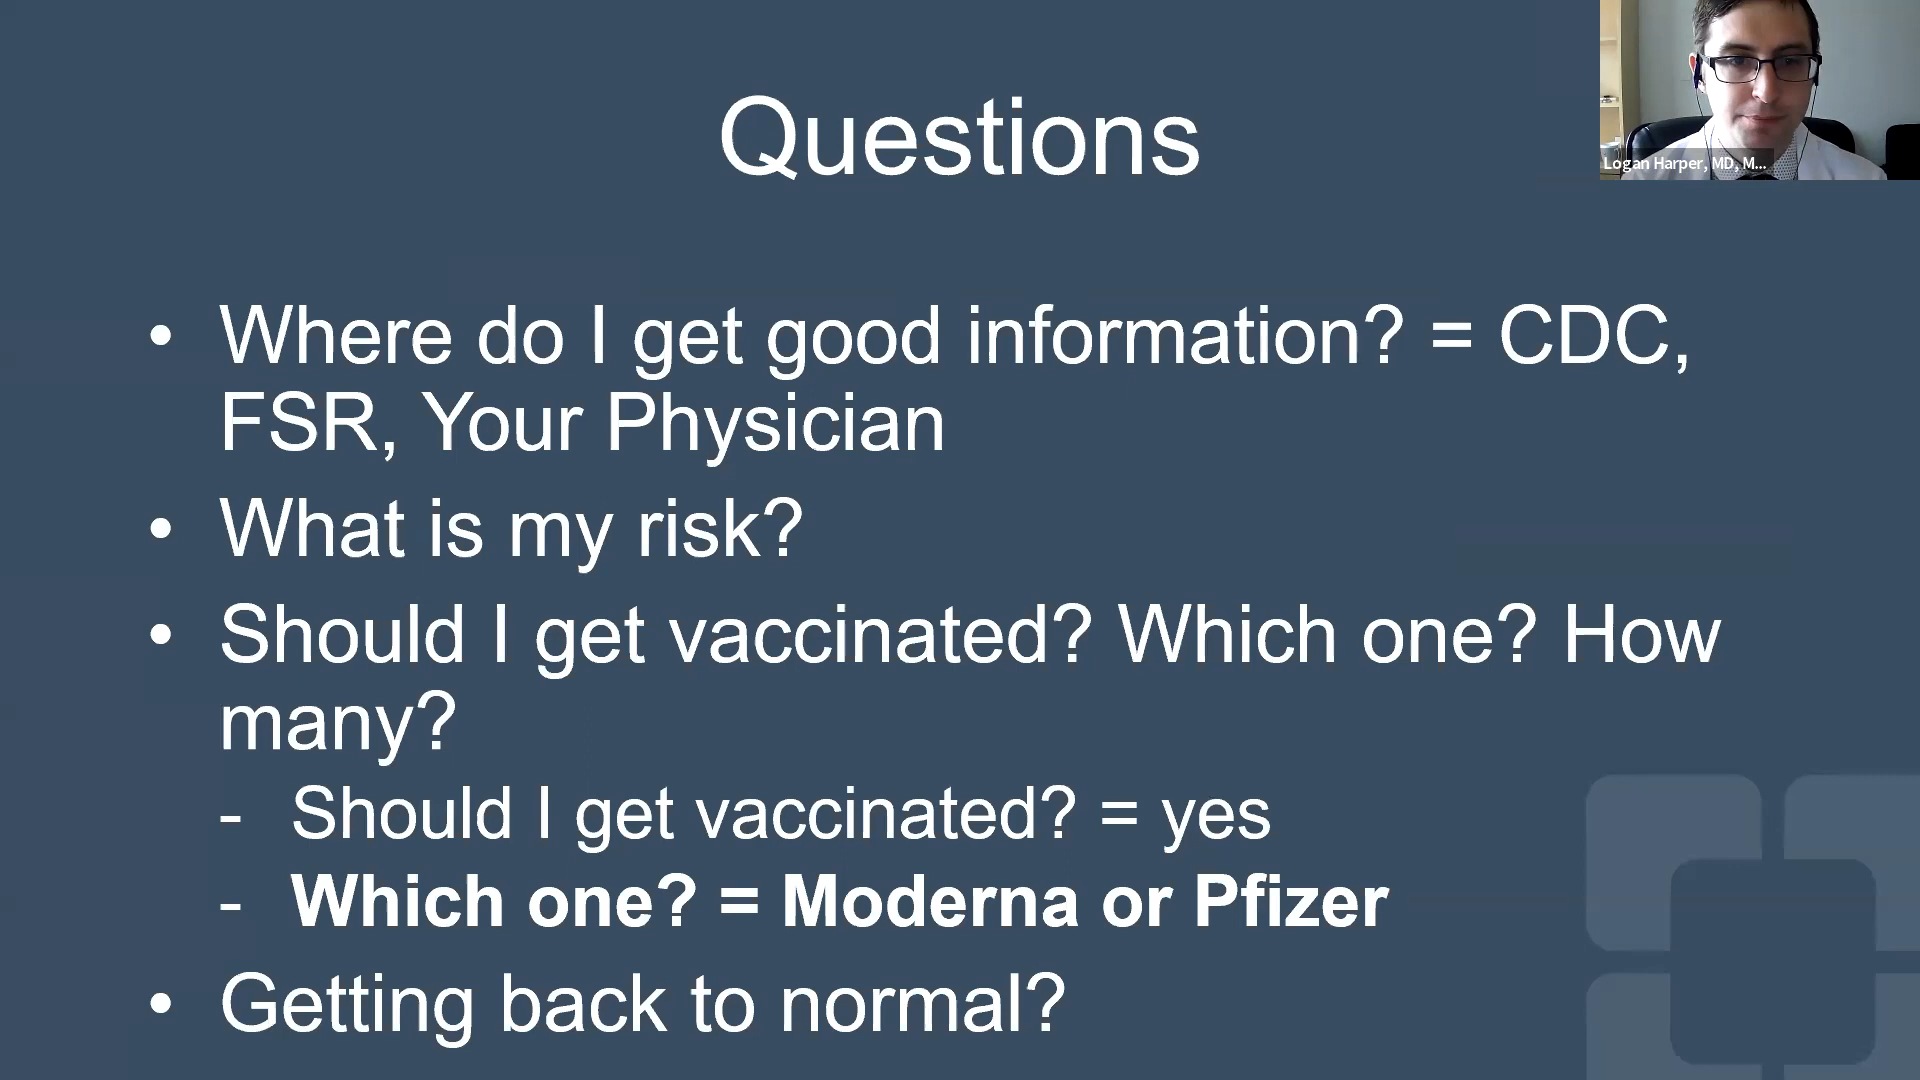 Questions
Logan Harper, MD, M...
• Where do I get good information? = CDC,
FSR, Your Physician
• What is my risk?
• Should I get vaccinated? Which one? How
many?
- Should I get vaccinated? = yes
- Which one? = Moderna or Pfizer
• Getting back to normal?